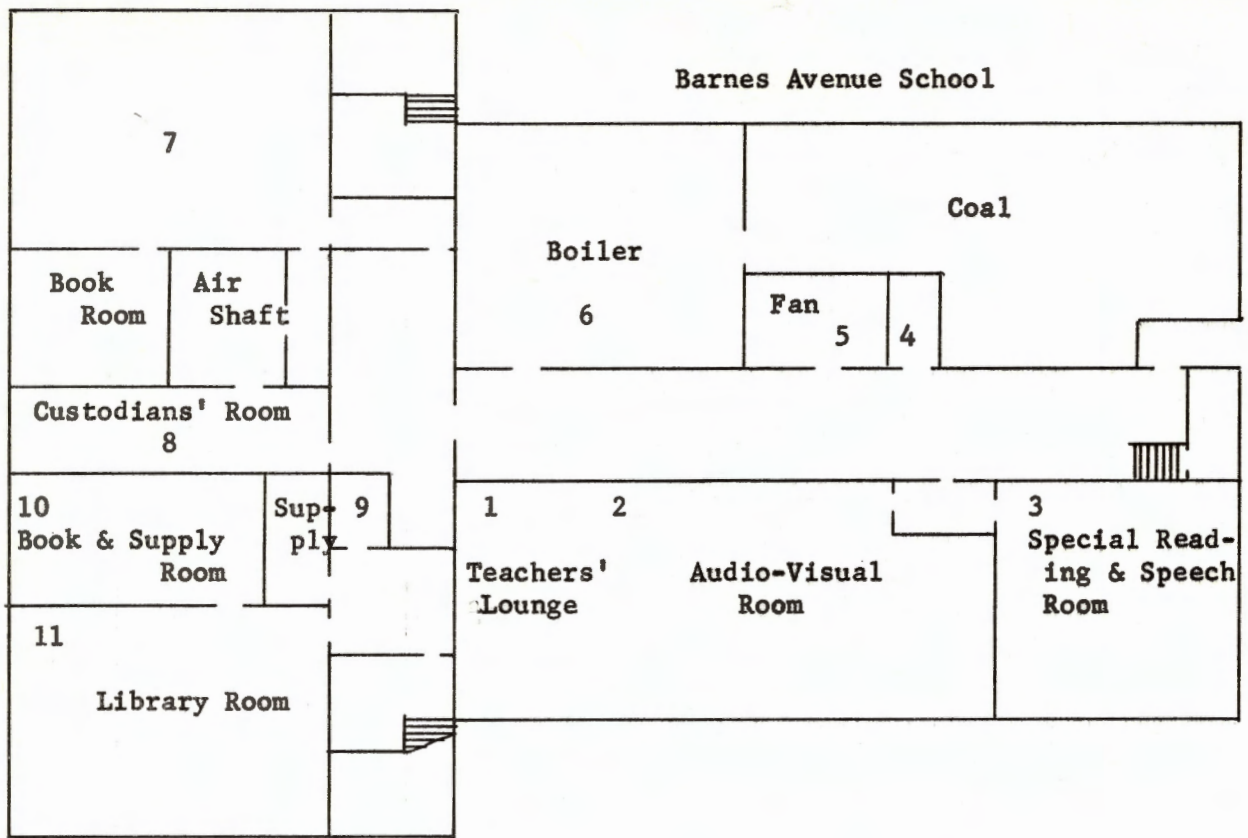 Barnes Avenue School
7
Coal
Boiler
6
Book
Room
Air
Shaft
Fan
5
4
Custodians' Room
8
10
Book & Supply
Room
Sup-
ply
9
1
Teachers'
Lounge
2
Audio-Visual
Room
3
Special Read-
ing & Speech
Room
11
Library Room